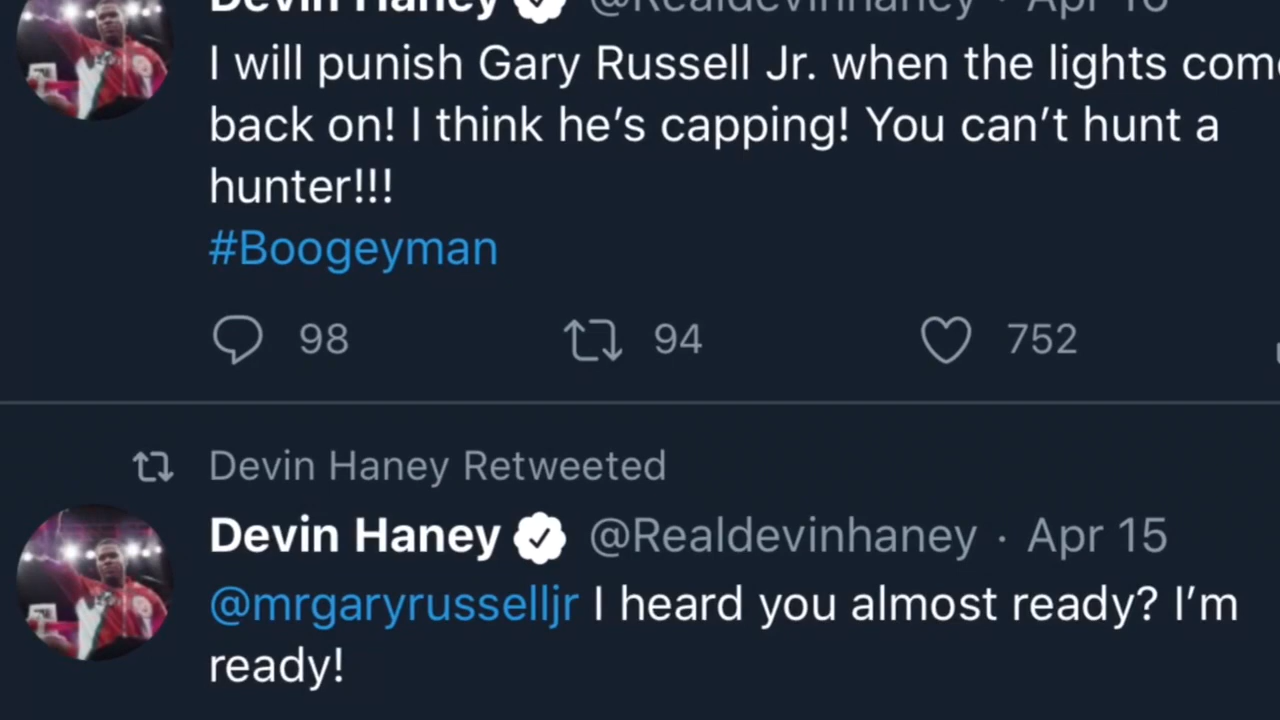 Devin Haney @Realdevinhaney · Apr 16
I will punish Gary Russell Jr. when the lights come
back on! I think he’s capping! You can’t hunt a
hunter!!!
#Boogeyman
98 94 752
Devin Haney Retweeted
Devin Haney @Realdevinhaney · Apr 15
@mrgaryrusselljr I heard you almost ready? I’m
ready!